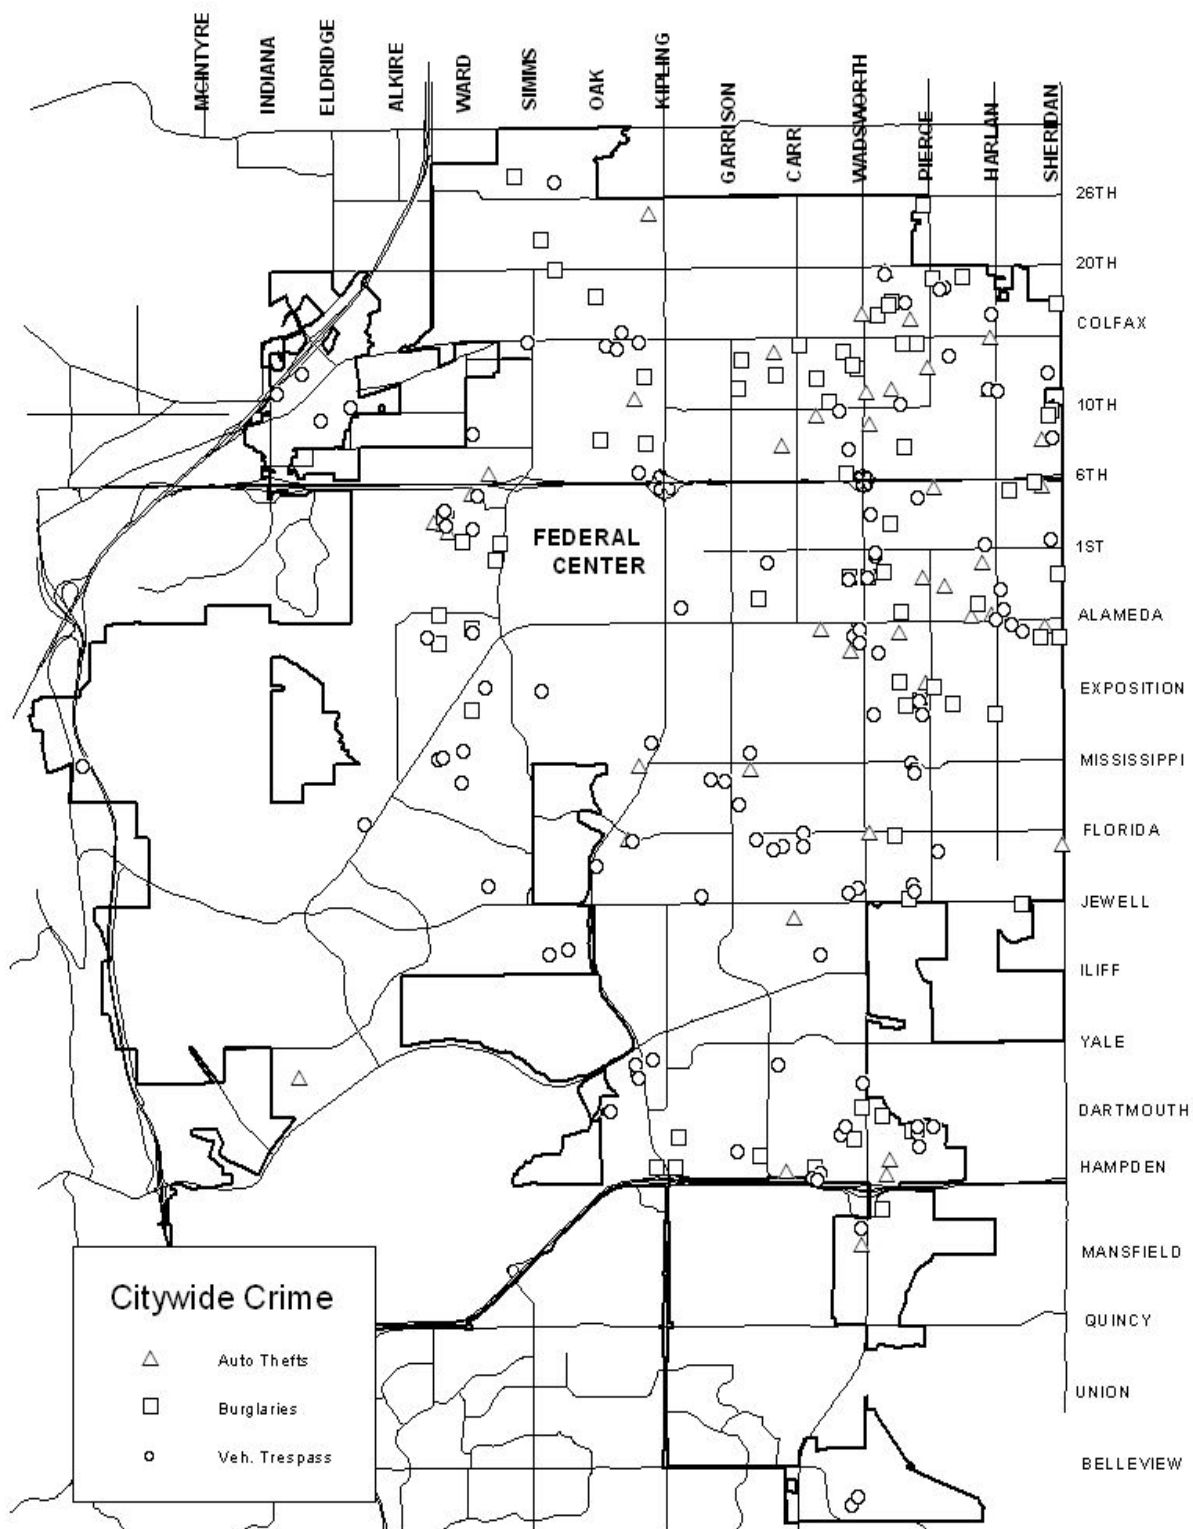 MCINTYRE
INDIANA
ELDRIDGE
ALKIRE
WARD
SIMMS
OAK
KIPLING
GARRISON
CARR
WADSWORTH
PIERCE
HARLAN
SHERIDAN
26TH
20TH
COLFAX
10TH
6TH
FEDERAL
CENTER
1ST
ALAMEDA
EXPOSITION
MISSISSIPPI
FLORIDA
JEWELL
ILIFF
YALE
DARTMOUTH
HAMPDEN
MANSFIELD
QUINCY
UNION
BELLEVIEW
Citywide Crime
Auto Thefts
Burglaries
Veh. Trespass